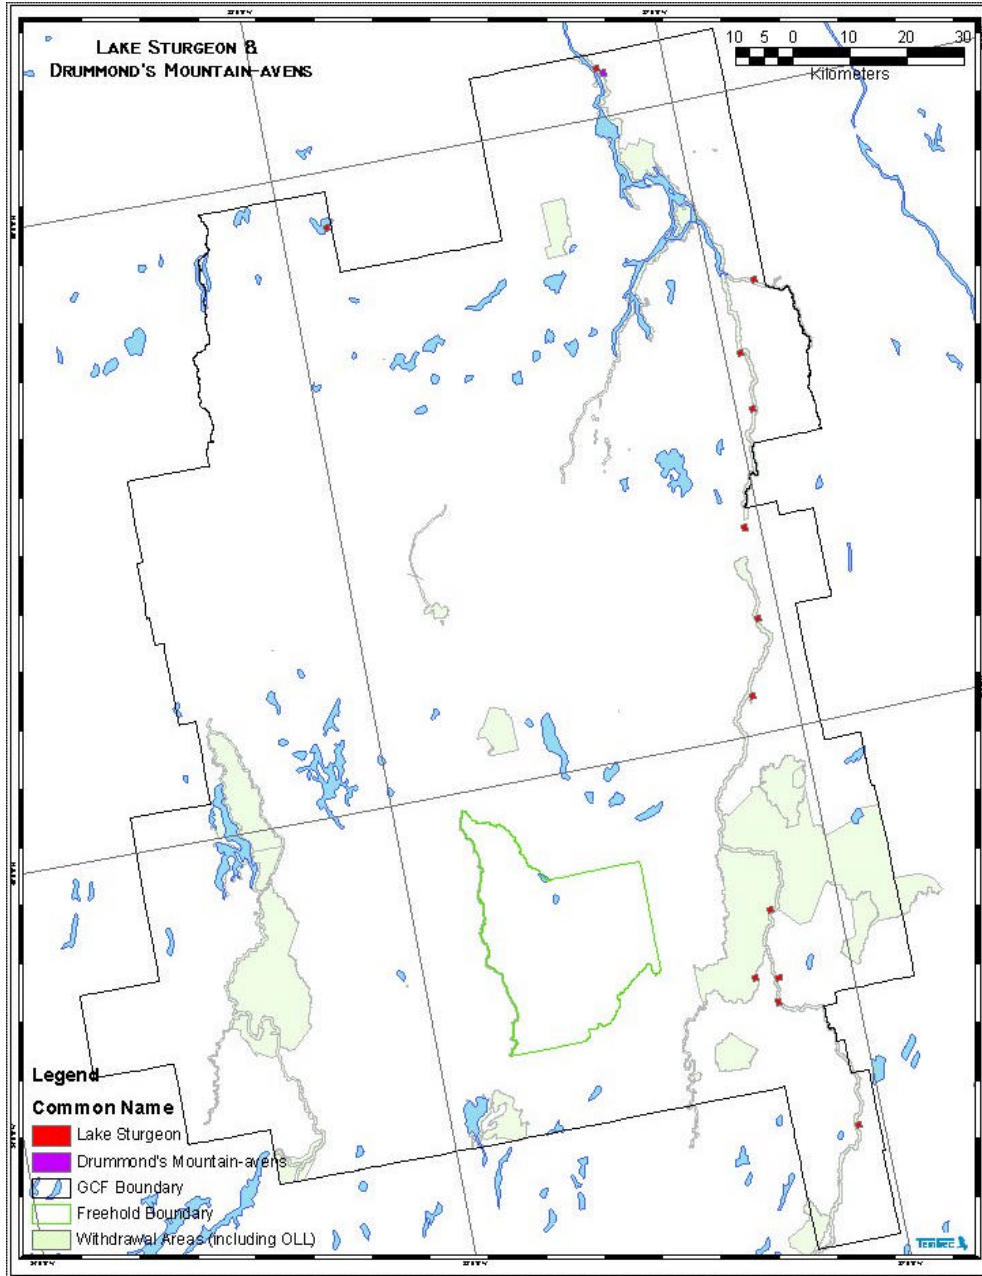 LAKE STURGEON &
DRUMMOND'S MOUNTAIN-AVENS
10 5 0 10 20 30
Kilometers
Legend
Common Name
Lake Sturgeon
Drummond's Mountain-avens
GCF Boundary
Freehold Boundary
Withdrawal Areas (including OLL)
Tembec